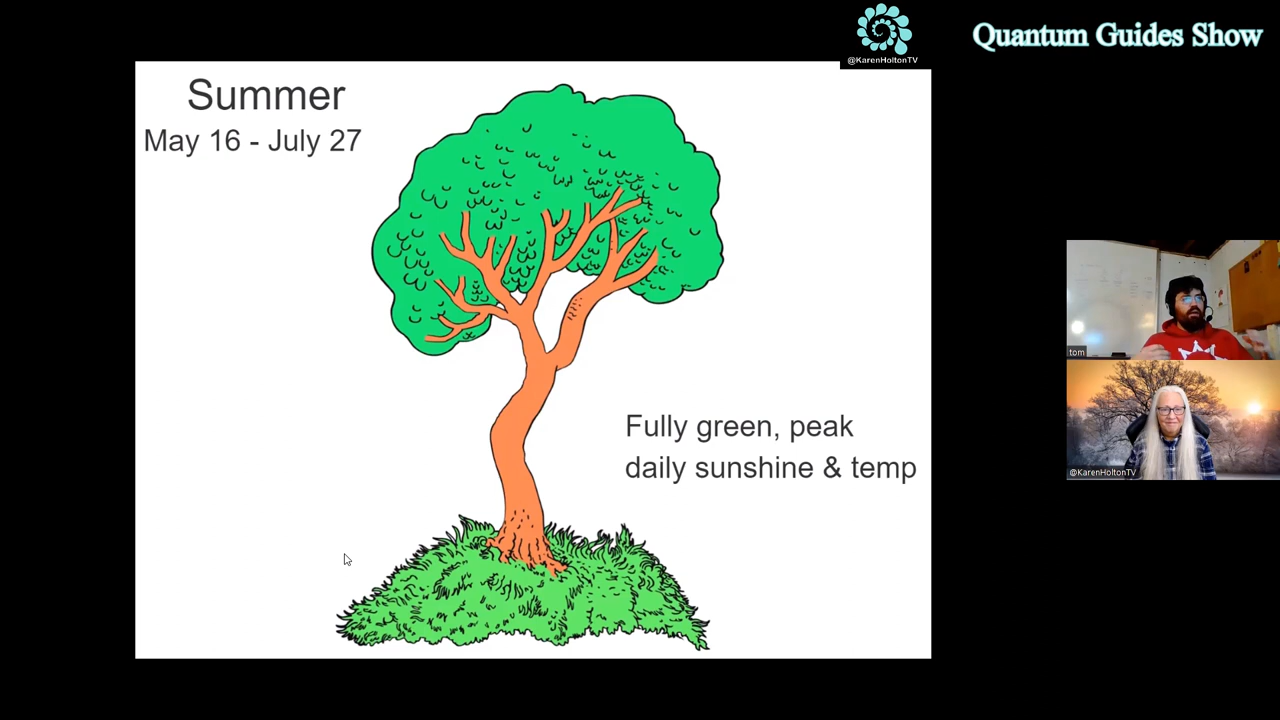 @KarenHoltonTV
Quantum Guides Show
Summer
May 16 - July 27
Fully green, peak
daily sunshine & temp
tom
@KarenHoltonTV